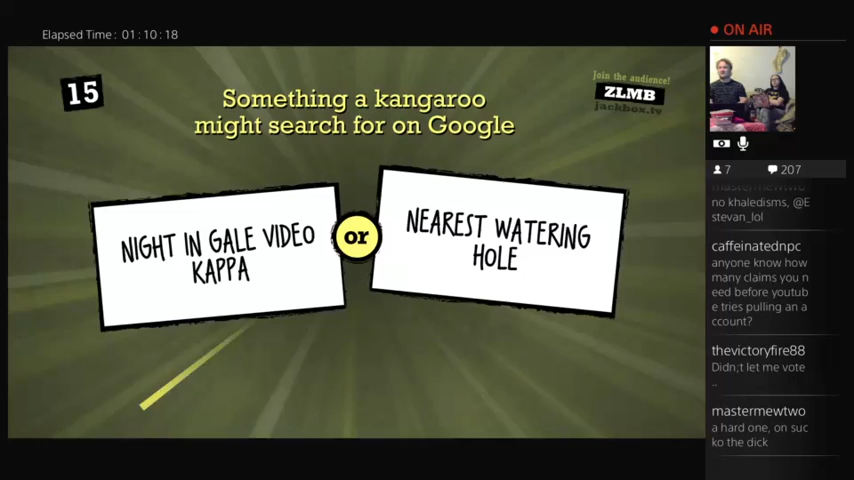 Elapsed Time : 01:10:18
ON AIR
15
Something a kangaroo
might search for on Google
Join the audience!
ZLMB
jackbox.tv
NIGHT IN GALE VIDEO
KAPPA
or
NEAREST WATERING
HOLE
7
207
mastermewtwo
no khaledisms, @E
stevan_lol
caffeinatednpc
anyone know how
many claims you n
eed before youtub
e tries pulling an a
ccount?
thevictoryfire88
Didn;t let me vote
..
mastermewtwo
a hard one, on suc
ko the dick